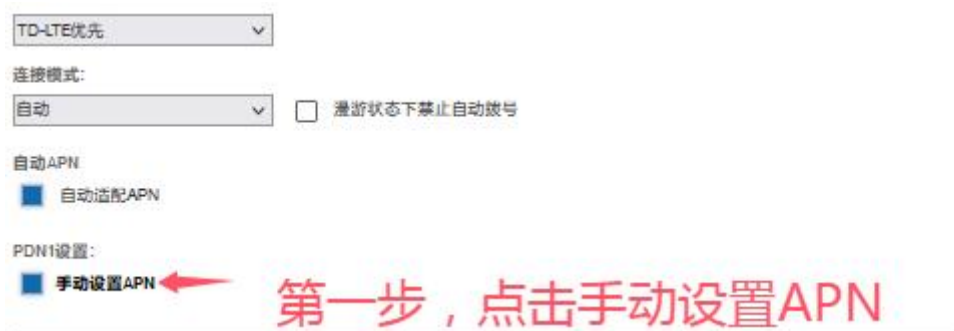 TD-LTE优先
连接模式:
自动 漫游状态下禁止自动拨号
自动APN
自动适配APN
PDN1设置:
手动设置APN
第一步，点击手动设置APN